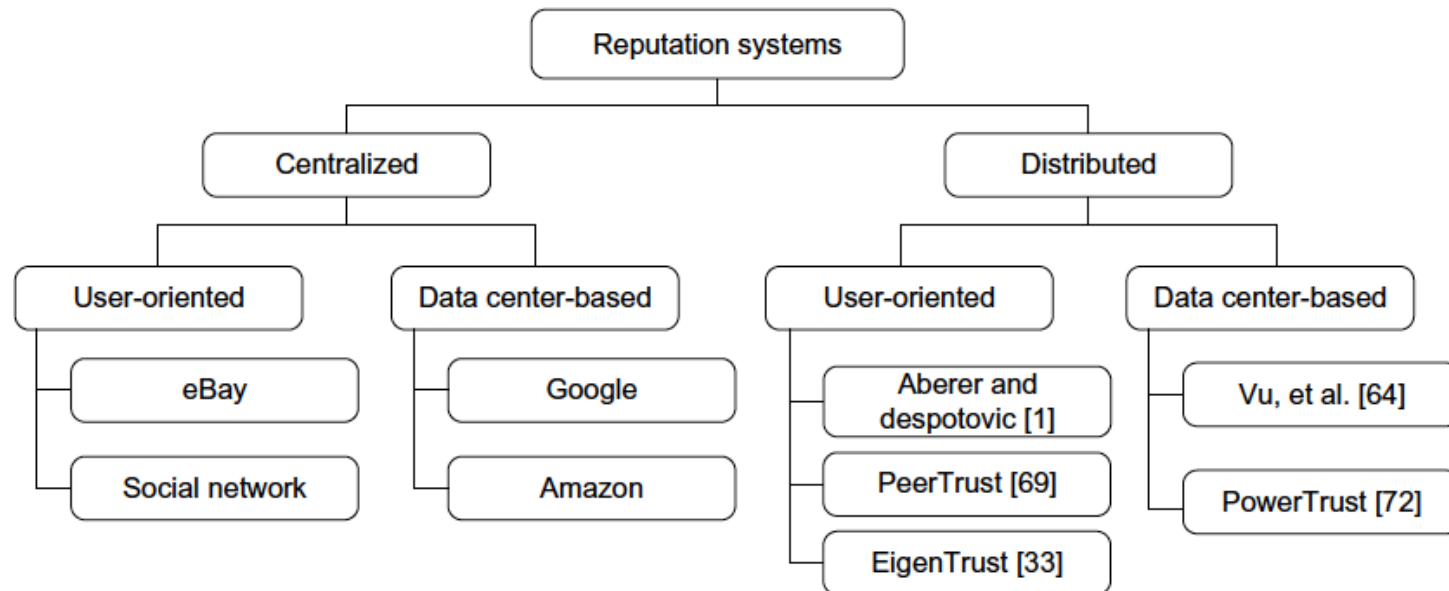 Reputation systems
Centralized
Distributed
User-oriented
Data center-based
User-oriented
Data center-based
eBay
Google
Aberer and
despotovic [1]
Vu, et al. [64]
Social network
Amazon
PeerTrust [69]
PowerTrust [72]
EigenTrust [33]